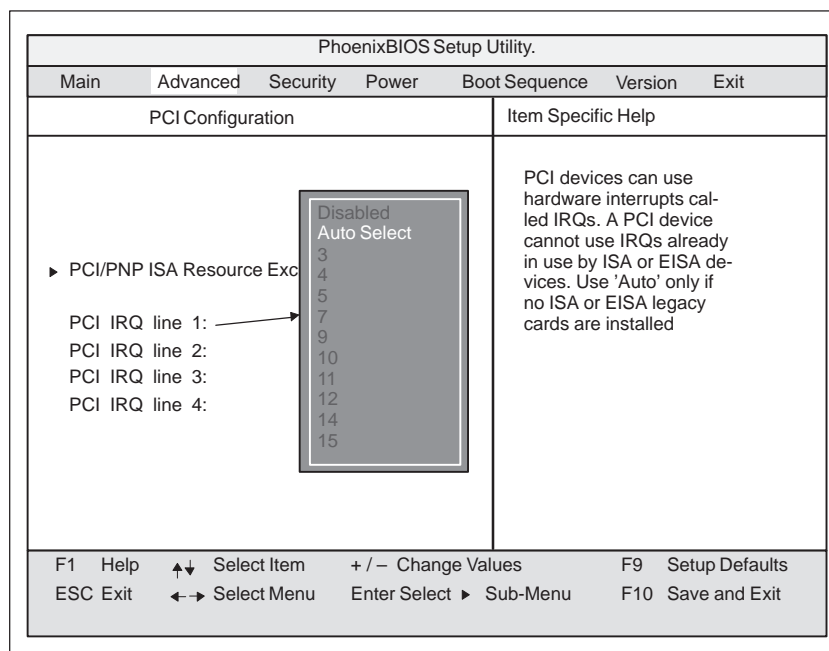 PhoenixBIOS Setup Utility.
Main Advanced Security Power Boot Sequence Version Exit
PCI Configuration
Item Specific Help
▶ PCI/PNP ISA Resource Exc
PCI IRQ line 1:
PCI IRQ line 2:
PCI IRQ line 3:
PCI IRQ line 4:
Disabled
Auto Select
3
4
5
7
9
10
11
12
14
15
PCI devices can use
hardware interrupts cal-
led IRQs. A PCI device
cannot use IRQs already
in use by ISA or EISA de-
vices. Use ’Auto’ only if
no ISA or EISA legacy
cards are installed
F1 Help Select Item + / – Change Values F9 Setup Defaults
ESC Exit Select Menu Enter Select ▶ Sub-Menu F10 Save and Exit